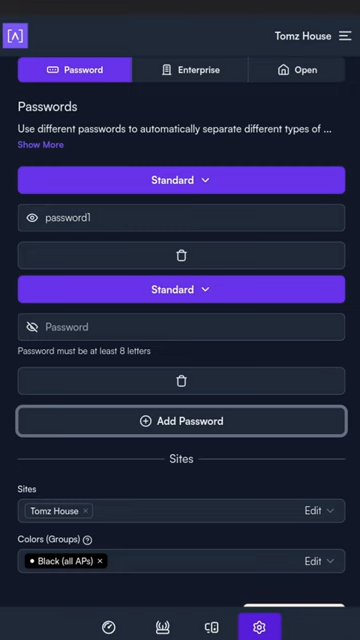 [Λ]
Tomz House
Password
Enterprise
Open
Passwords
Use different passwords to automatically separate different types of ...
Show More
Standard
password1
Standard
Password
Password must be at least 8 letters
Add Password
Sites
Sites
Tomz House ×
Edit
Colors (Groups) ?
Black (all APs) ×
Edit